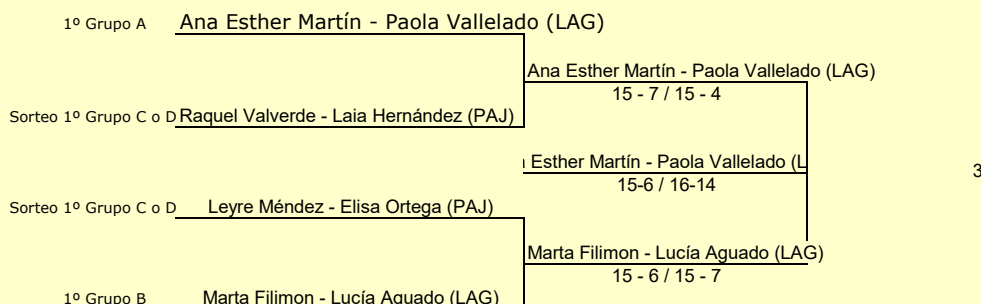 1º Grupo A Ana Esther Martín - Paola Vallelado (LAG)
Ana Esther Martín - Paola Vallelado (LAG)
15 - 7 / 15 - 4
Sorteo 1º Grupo C o D Raquel Valverde - Laia Hernández (PAJ)
Esther Martín - Paola Vallelado (L
15-6 / 16-14
3
Sorteo 1º Grupo C o D Leyre Méndez - Elisa Ortega (PAJ)
Marta Filimon - Lucía Aguado (LAG)
15 - 6 / 15 - 7
1º Grupo B Marta Filimon - Lucía Aguado (LAG)